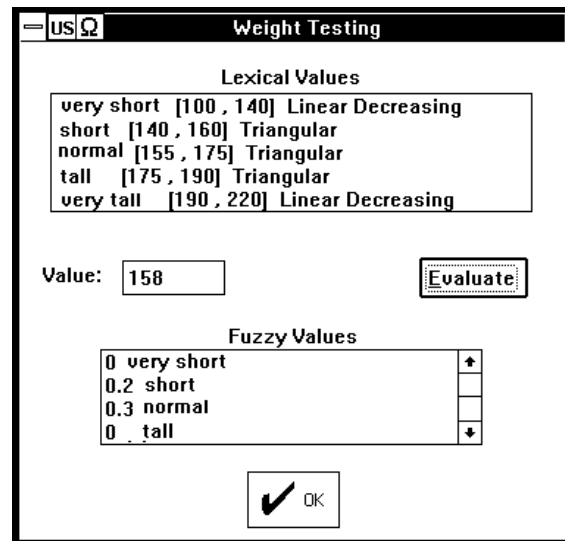 US Ω Weight Testing
Lexical Values
very short [100 , 140] Linear Decreasing
short [140 , 160] Triangular
normal [155 , 175] Triangular
tall [175 , 190] Triangular
very tall [190 , 220] Linear Decreasing
Value: 158 Evaluate
Fuzzy Values
0 very short
0.2 short
0.3 normal
0 tall
OK